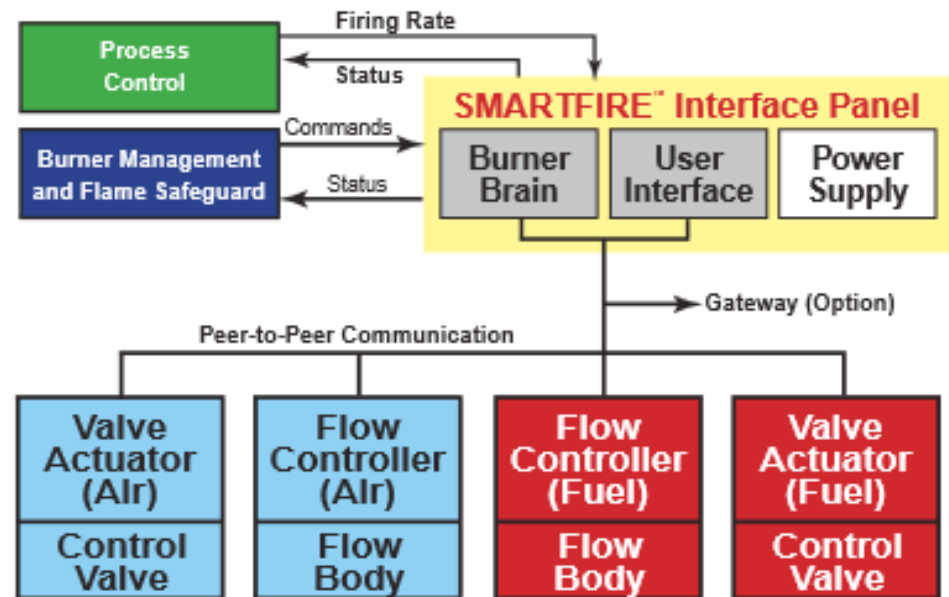 Firing Rate
Process
Control
Status
SMARTFIRE™ Interface Panel
Commands
Burner Management
and Flame Safeguard
Status
Burner
Brain
User
Interface
Power
Supply
Gateway (Option)
Peer-to-Peer Communication
Valve
Actuator
(AIr)
Control
Valve
Flow
Controller
(AIr)
Flow
Body
Flow
Controller
(Fuel)
Flow
Body
Valve
Actuator
(Fuel)
Control
Valve